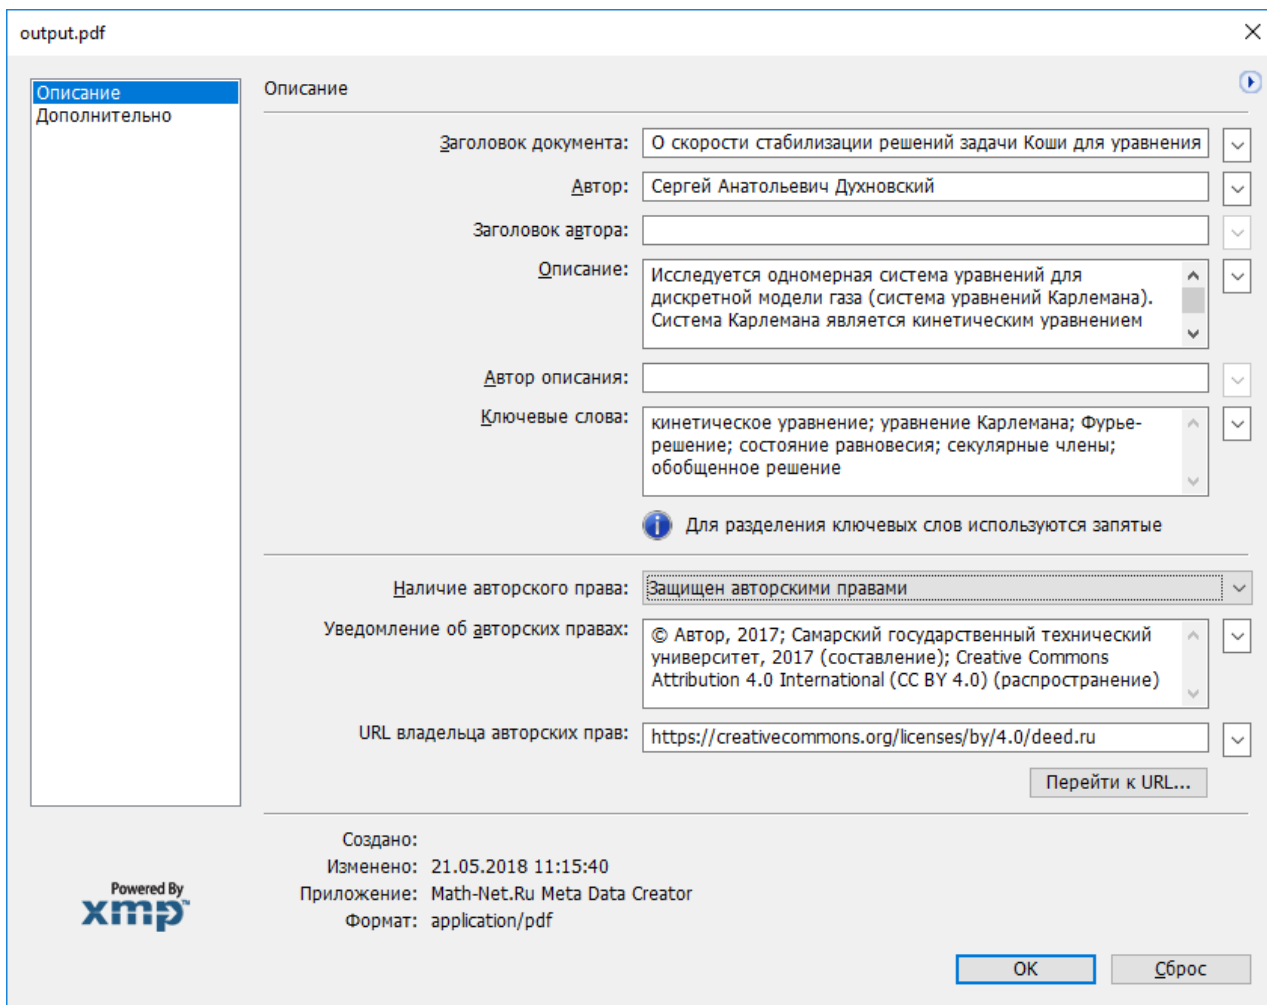 output.pdf
Описание
Дополнительно
Описание
Заголовок документа: О скорости стабилизации решений задачи Коши для уравнения
Автор: Сергей Анатольевич Духновский
Заголовок автора:
Описание: Исследуется одномерная система уравнений для
дискретной модели газа (система уравнений Карлемана).
Система Карлемана является кинетическим уравнением
Автор описания:
Ключевые слова: кинетическое уравнение; уравнение Карлемана; Фурье-
решение; состояние равновесия; секулярные члены;
обобщенное решение
Для разделения ключевых слов используются запятые
Наличие авторского права: Защищен авторскими правами
Уведомление об авторских правах: © Автор, 2017; Самарский государственный технический
университет, 2017 (составление); Creative Commons
Attribution 4.0 International (CC BY 4.0) (распространение)
URL владельца авторских прав: https://creativecommons.org/licenses/by/4.0/deed.ru
Перейти к URL...
Создано:
Изменено: 21.05.2018 11:15:40
Приложение: Math-Net.Ru Meta Data Creator
Формат: application/pdf
Powered By
xmp™
OK Сброс